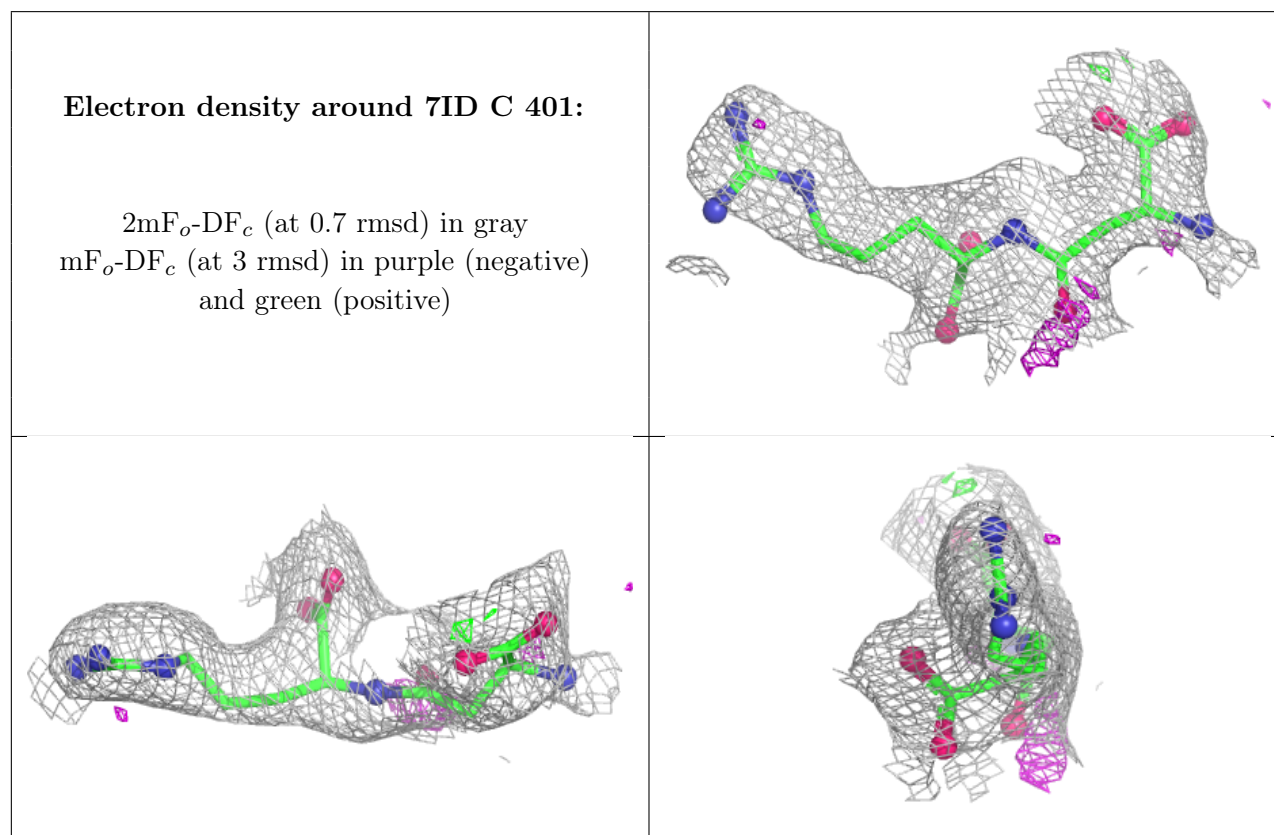 Electron density around 7ID C 401:
2mFo-DFc (at 0.7 rmsd) in gray
mFo-DFc (at 3 rmsd) in purple (negative)
and green (positive)